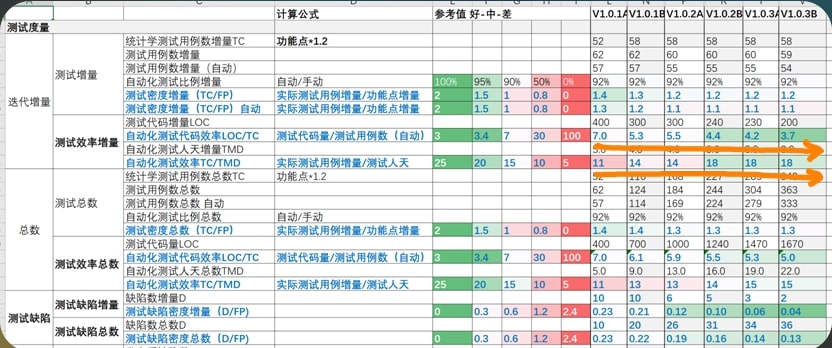 A B C D
计算公式 参考值 好-中-差 V1.0.1A V1.0.1B V1.0.2A V1.0.2B V1.0.3A V1.0.3B
测试度量
迭代增量 测试增量 统计学测试用例数增量TC 功能点*1.2 52 58 58 58 58 58
测试用例数增量 62 62 60 60 60 59
测试用例数增量（自动） 57 57 55 55 55 54
自动化测试比例增量 自动/手动 100% 95% 90% 50% 0% 92% 92% 92% 92% 92% 92%
测试密度增量（TC/FP） 实际测试用例增量/功能点增量 2 1.5 1 0.8 0 1.4 1.3 1.2 1.2 1.2 1.2
测试密度增量（TC/FP）自动 实际测试用例增量/功能点增量 2 1.5 1 0.8 0 1.3 1.2 1.1 1.1 1.1 1.1
测试效率增量 测试代码增量LOC 400 300 300 240 230 200
自动化测试代码效率LOC/TC 测试代码量/测试用例数（自动） 3 3.4 7 30 100 7.0 5.3 5.5 4.4 4.2 3.7
自动化测试人天增量TMD
自动化测试效率TC/TMD 实际测试用例增量/测试人天 25 20 15 10 5 11 14 14 18 18 18
总数 测试总数 统计学测试用例数总数TC 功能点*1.2
测试用例数总数 62 124 184 244 304 363
测试用例数总数 自动 57 114 169 224 279 333
自动化测试比例总数 自动/手动 92% 92% 92% 92% 92% 92%
测试密度总数（TC/FP） 实际测试用例增量/功能点增量 2 1.5 1 0.8 0 1.4 1.4 1.3 1.3 1.3 1.3
测试效率总数 测试代码量LOC 400 700 1000 1240 1470 1670
自动化测试代码效率LOC/TC 测试代码量/测试用例数（自动） 3 3.4 7 30 100 7.0 6.1 5.9 5.5 5.3 5.0
自动化测试人天总数TMD 5.0 9.0 13.0 16.0 19.0 22.0
自动化测试效率TC/TMD 实际测试用例增量/测试人天 25 20 15 10 5 11 13 13 14 15 15
测试缺陷 测试缺陷增量 缺陷数增量D 10 10 6 5 3 2
测试缺陷密度增量（D/FP） 0 0.3 0.6 1.2 2.4 0.23 0.21 0.12 0.10 0.06 0.04
测试缺陷总数 缺陷数总数D 10 20 26 31 34 36
测试缺陷密度总数（D/FP） 0 0.3 0.6 1.2 2.4 0.23 0.22 0.19 0.16 0.14 0.13